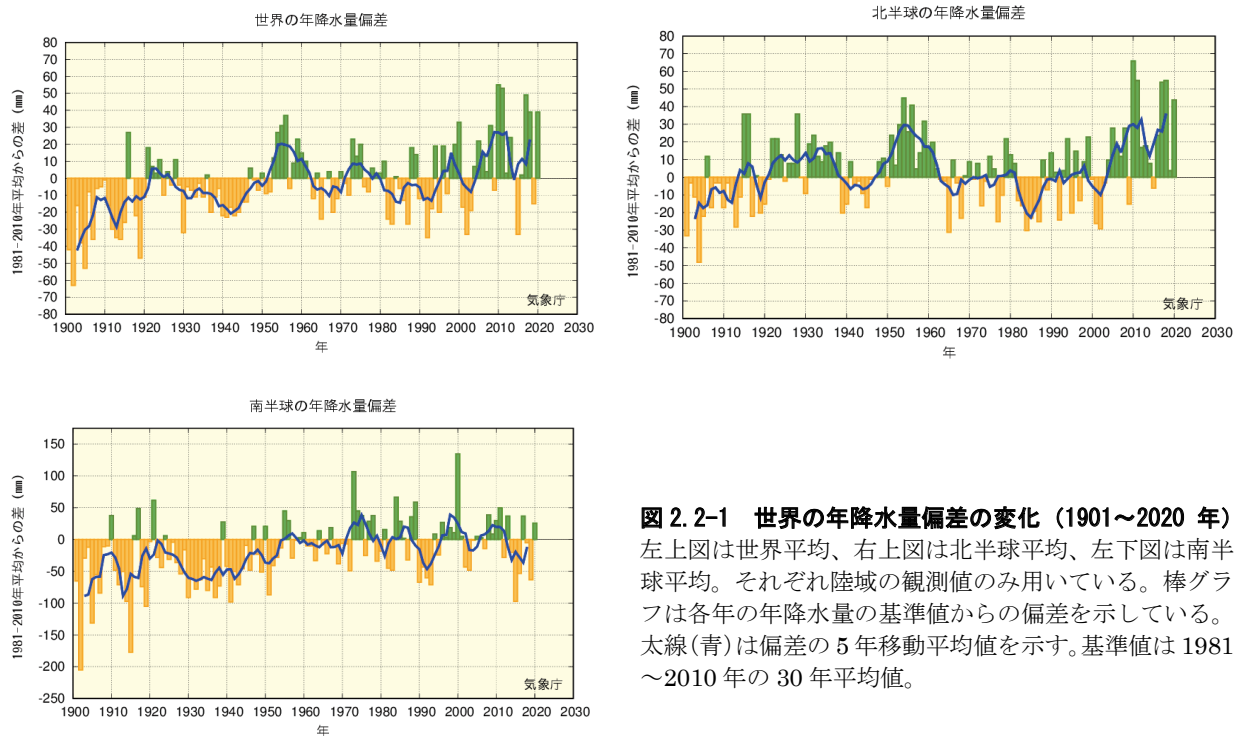 世界の年降水量偏差
1981-2010年平均からの差 (mm)
80
70
60
50
40
30
20
10
0
-10
-20
-30
-40
-50
-60
-70
-80
気象庁
1900 1910 1920 1930 1940 1950 1960 1970 1980 1990 2000 2010 2020 2030
年
北半球の年降水量偏差
1981-2010年平均からの差 (mm)
80
70
60
50
40
30
20
10
0
-10
-20
-30
-40
-50
-60
-70
-80
気象庁
1900 1910 1920 1930 1940 1950 1960 1970 1980 1990 2000 2010 2020 2030
年
南半球の年降水量偏差
1981-2010年平均からの差 (mm)
150
100
50
0
-50
-100
-150
-200
-250
気象庁
1900 1910 1920 1930 1940 1950 1960 1970 1980 1990 2000 2010 2020 2030
年
図 2.2-1 世界の年降水量偏差の変化（1901～2020 年）
左上図は世界平均、右上図は北半球平均、左下図は南半
球平均。それぞれ陸域の観測値のみ用いている。棒グラ
フは各年の年降水量の基準値からの偏差を示している。
太線（青）は偏差の 5 年移動平均値を示す。基準値は 1981
～2010 年の 30 年平均値。